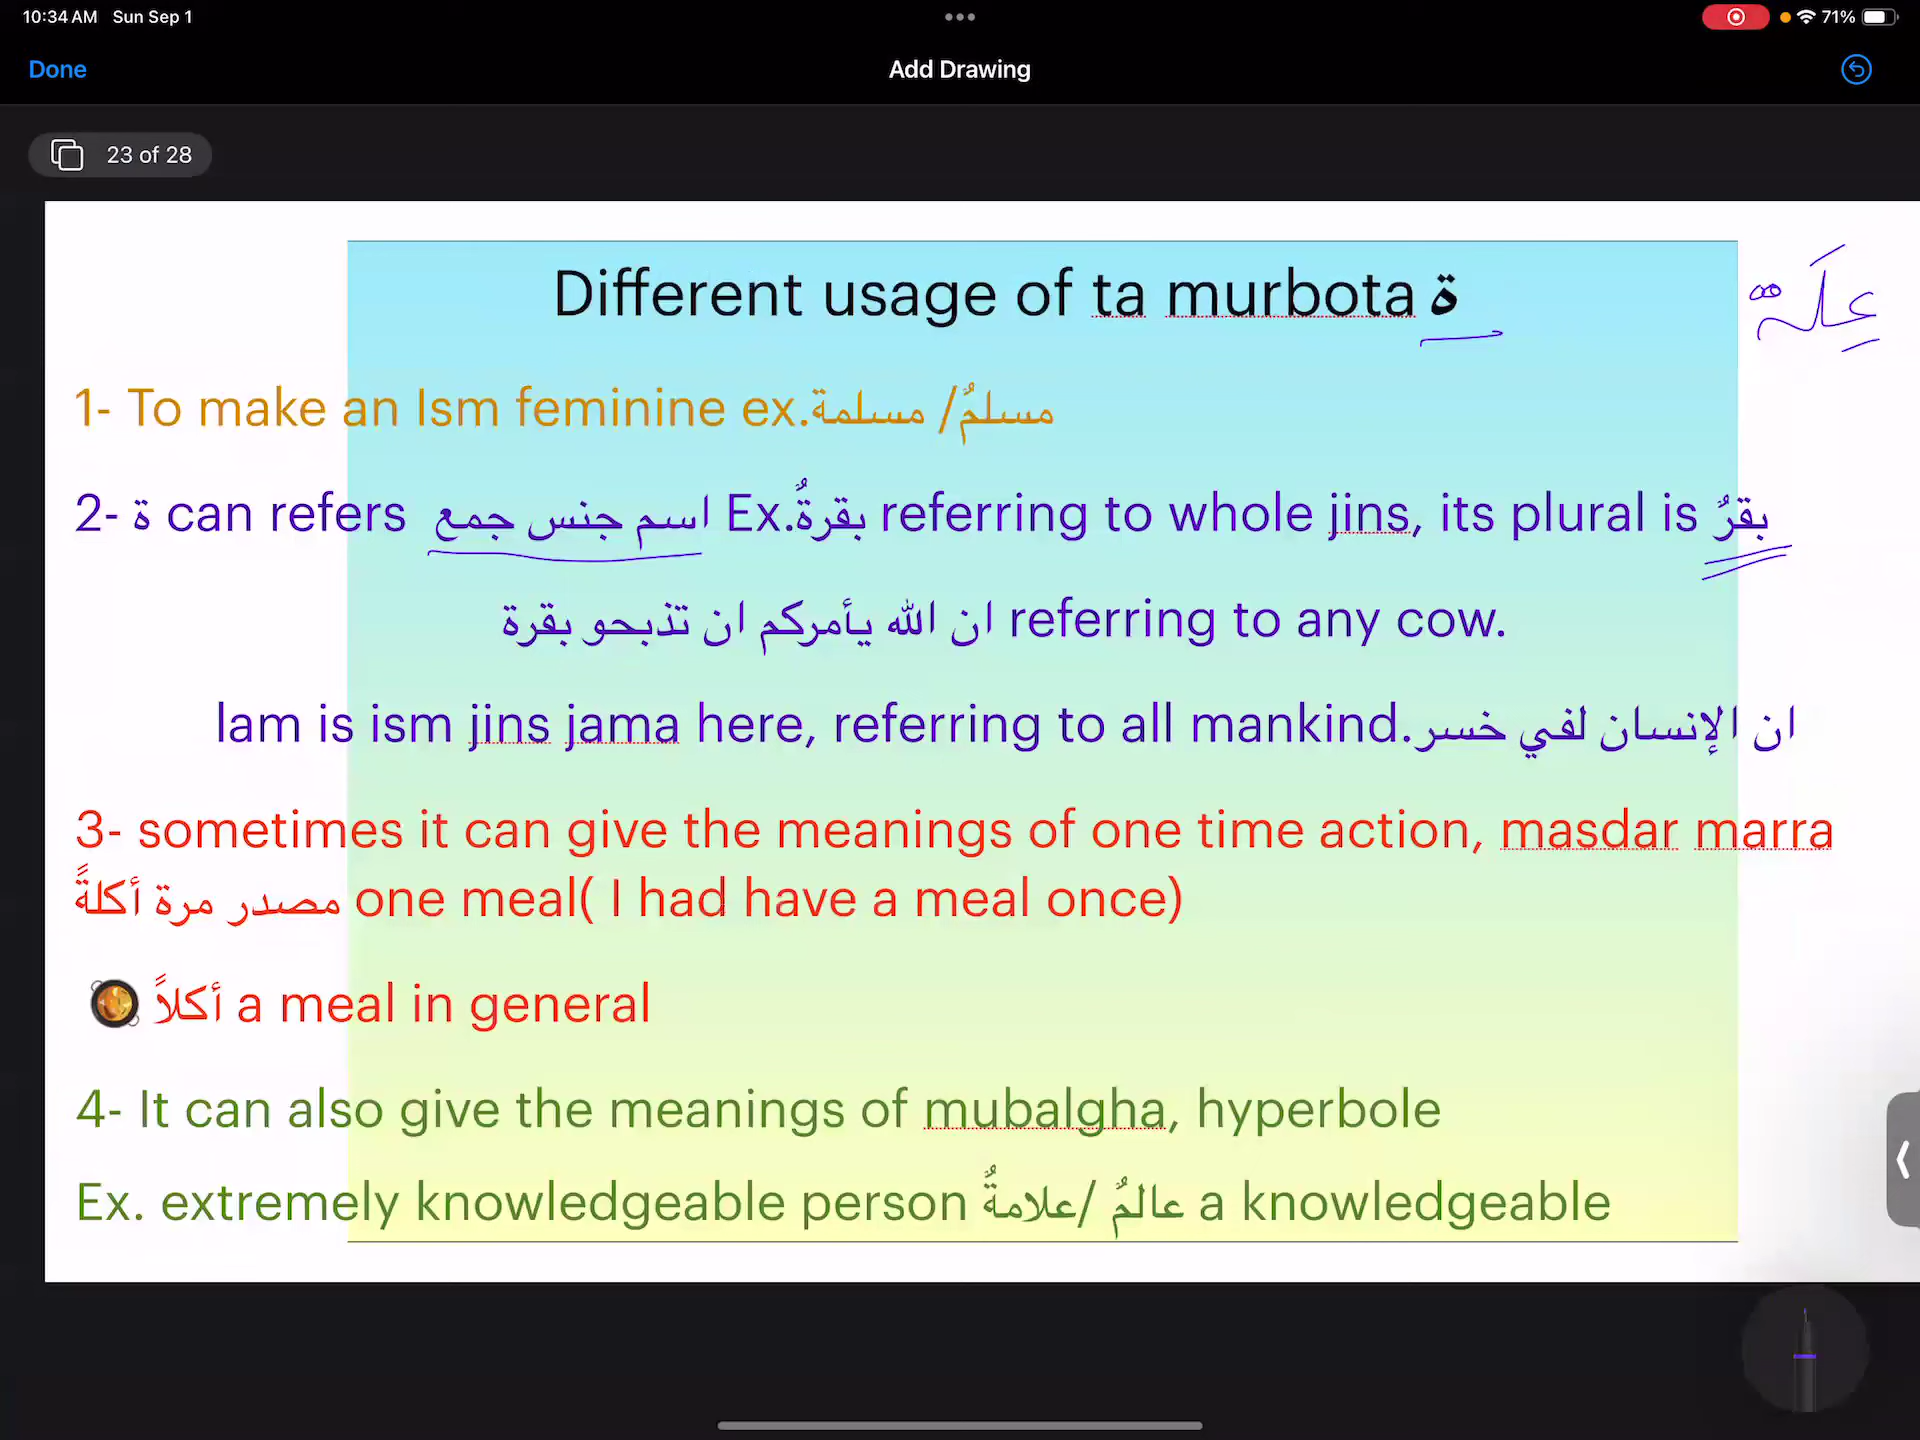 10:34 AM Sun Sep 1
71%
Done
Add Drawing
23 of 28
Different usage of ta murbota ة
1- To make an Ism feminine ex.مسلمٌ/ مسلمة
2- ة can refers اسم جنس جمع Ex.بقرةٌ referring to whole jins, its plural is بقرٌ
ان الله يأمركم ان تذبحو بقرة referring to any cow.
lam is ism jins jama here, referring to all mankind.ان الإنسان لفي خسر
3- sometimes it can give the meanings of one time action, masdar marra
مصدر مرة أكلةً one meal( I had have a meal once)
🥘 أكلاً a meal in general
4- It can also give the meanings of mubalgha, hyperbole
Ex. extremely knowledgeable person عالمٌ /علامةٌ a knowledgeable